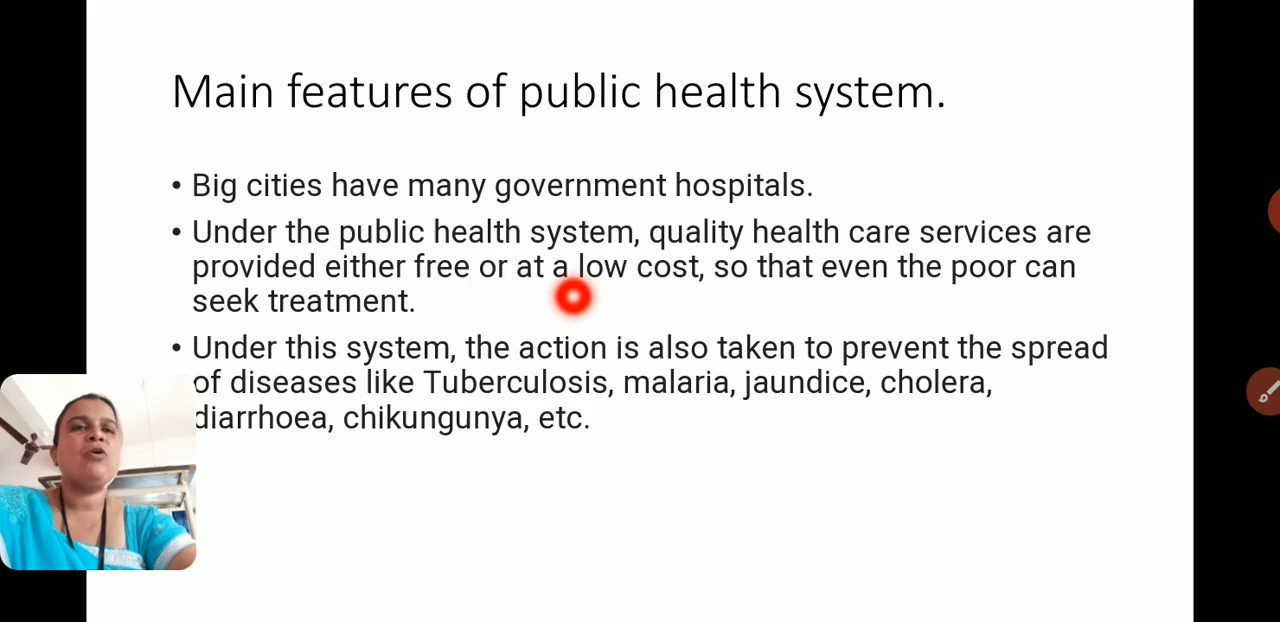 Main features of public health system.
• Big cities have many government hospitals.
• Under the public health system, quality health care services are
provided either free or at a low cost, so that even the poor can
seek treatment.
• Under this system, the action is also taken to prevent the spread
of diseases like Tuberculosis, malaria, jaundice, cholera,
diarrhoea, chikungunya, etc.